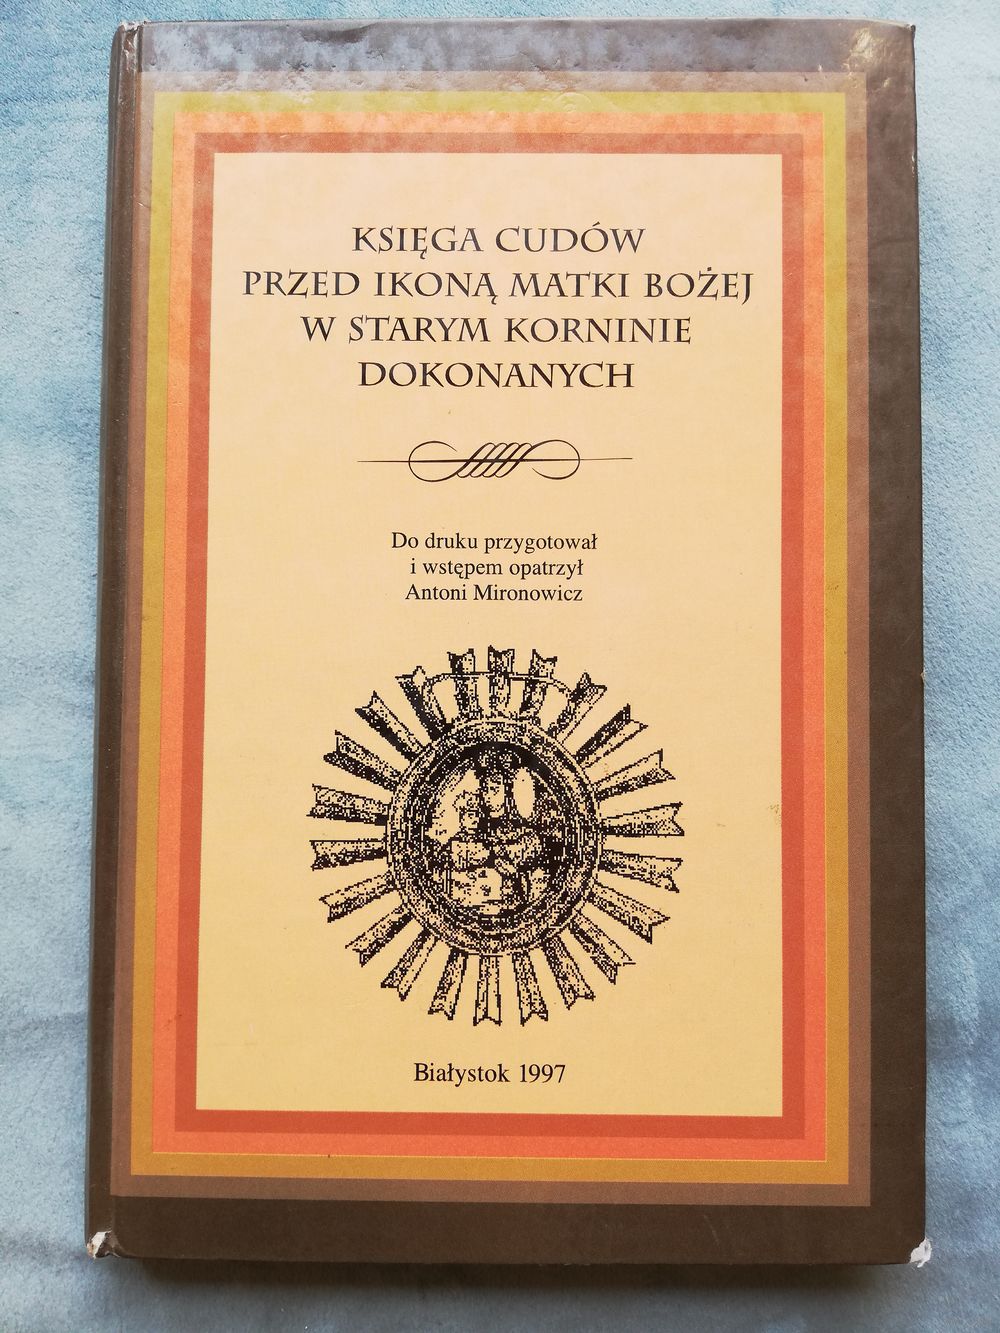 KSIĘGA CUDÓW
PRZED IKONĄ MATKI BOŻEJ
W STARYM KORNINIE
DOKONANYCH
Do druku przygotował
i wstępem opatrzył
Antoni Mironowicz
Białystok 1997